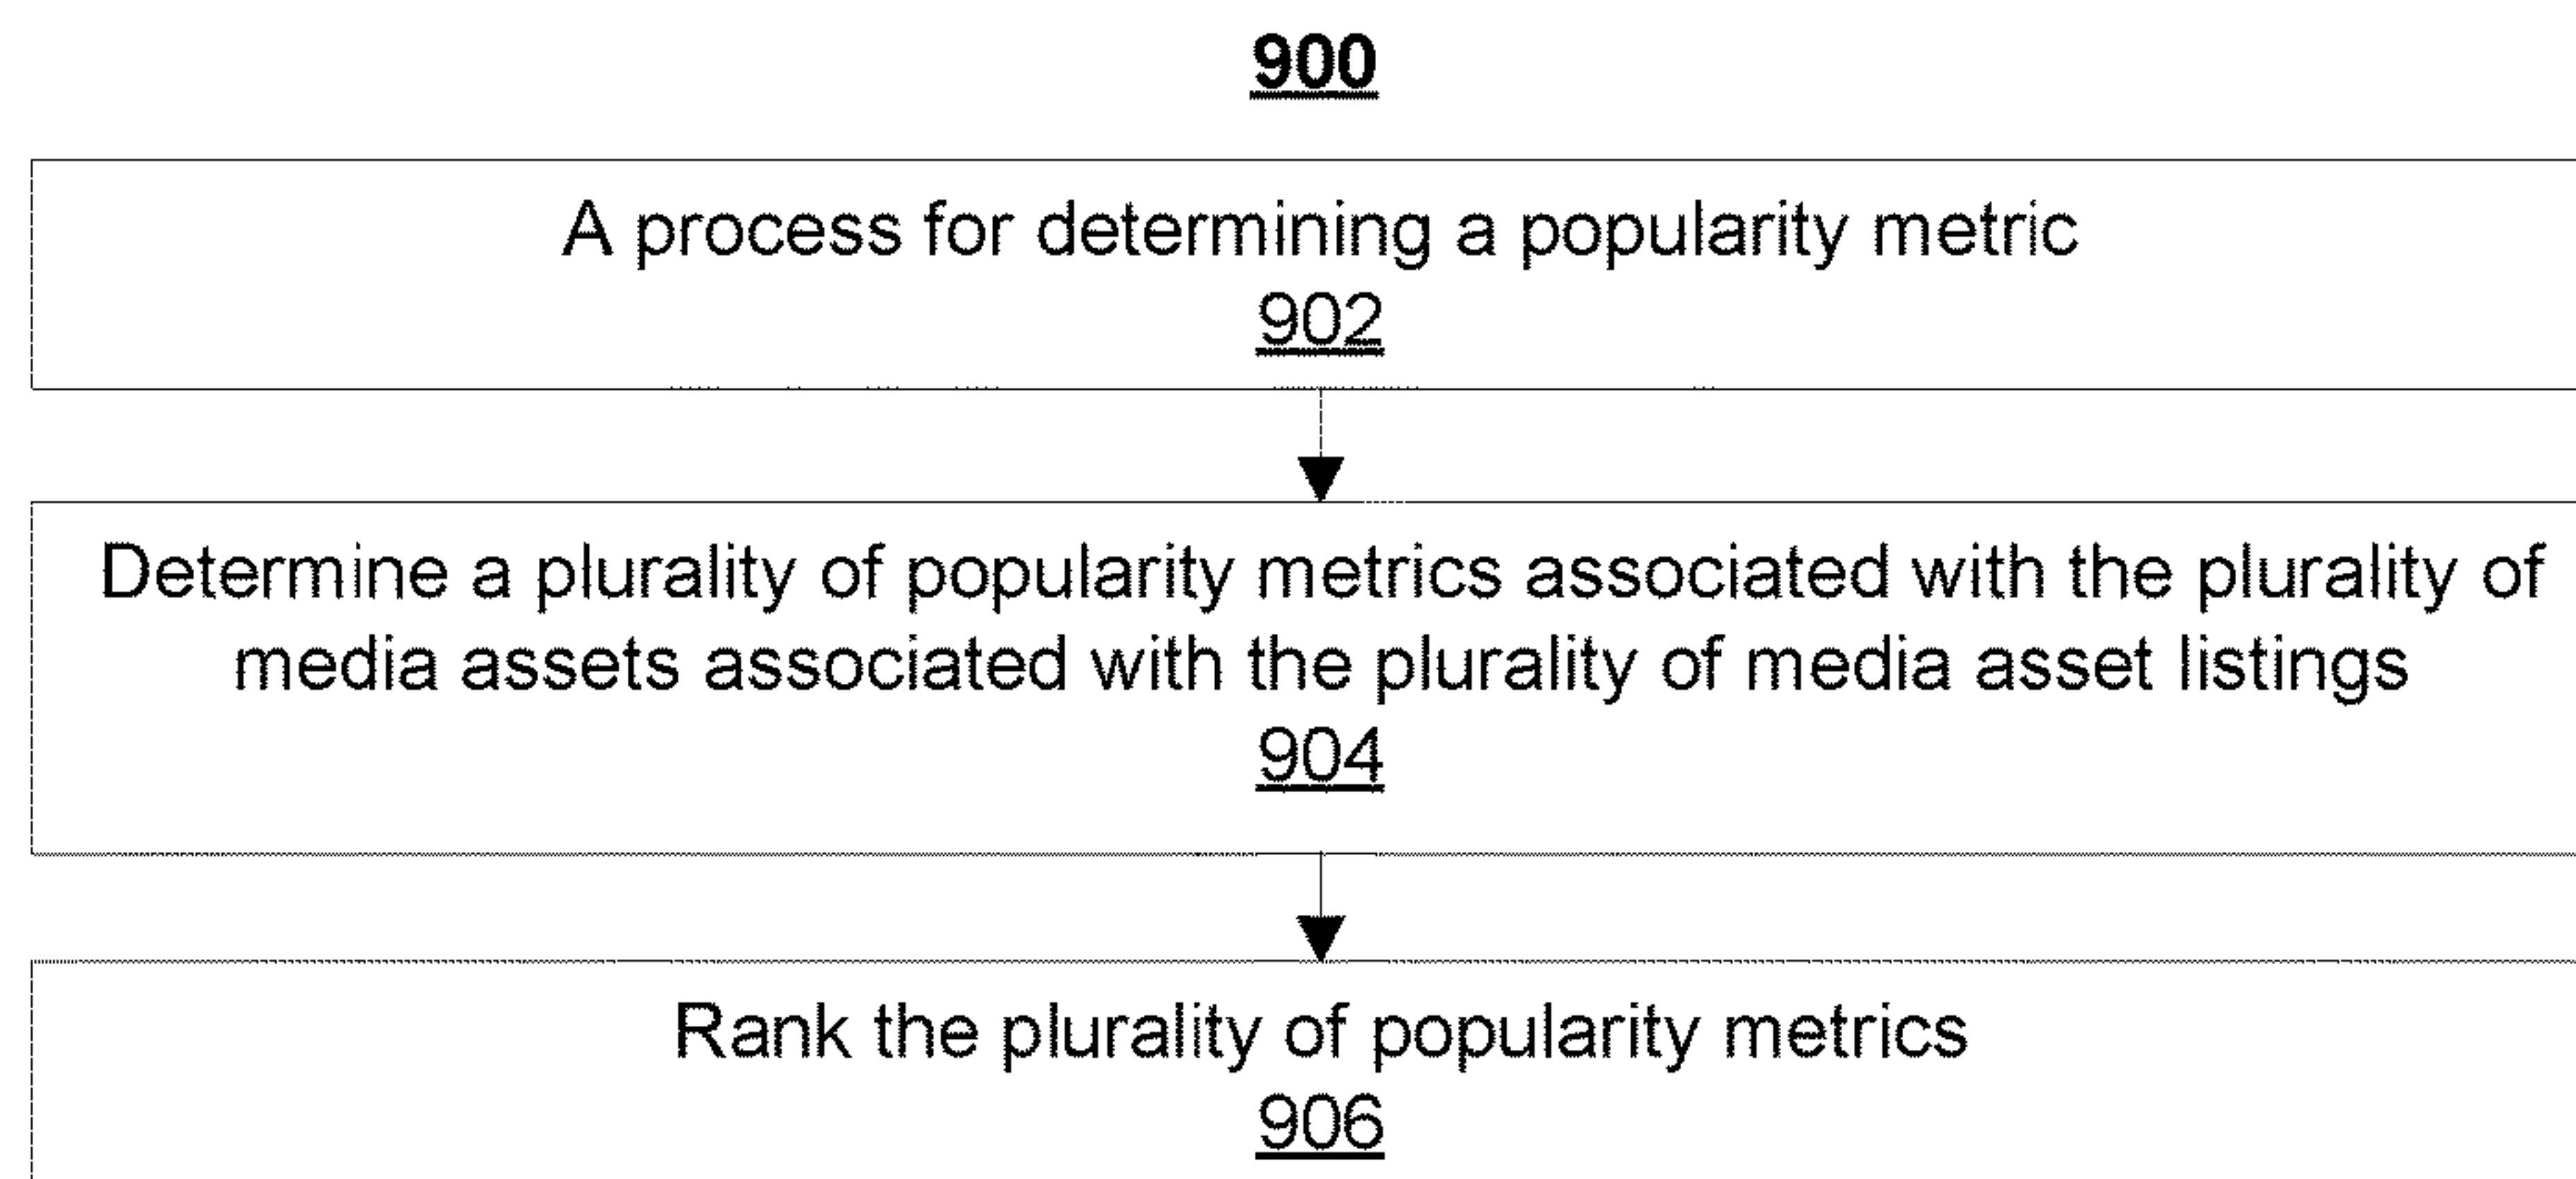 900
A process for determining a popularity metric
902
Determine a plurality of popularity metrics associated with the plurality of
media assets associated with the plurality of media asset listings
904
Rank the plurality of popularity metrics
906